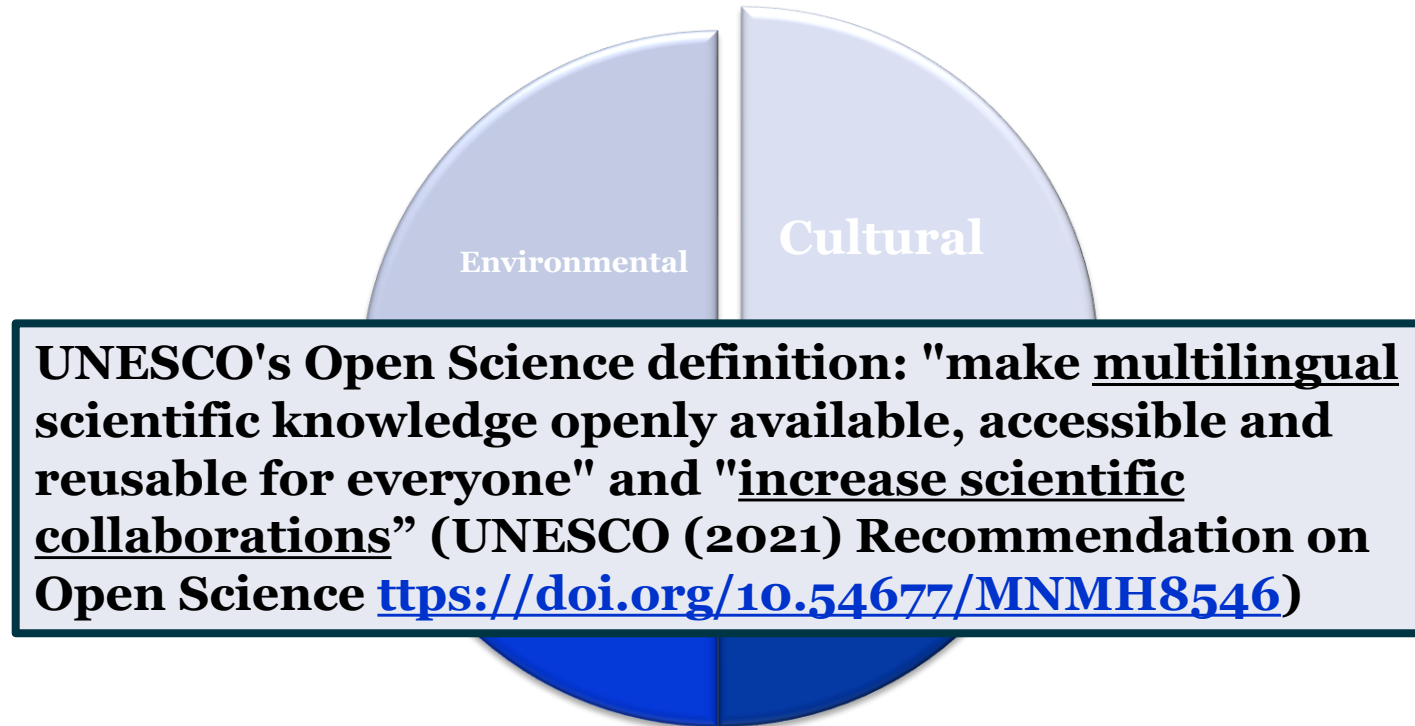 Cultural
Environmental
UNESCO's Open Science definition: "make multilingual
scientific knowledge openly available, accessible and
reusable for everyone" and "increase scientific
collaborations” (UNESCO (2021) Recommendation on
Open Science ttps://doi.org/10.54677/MNMH8546)